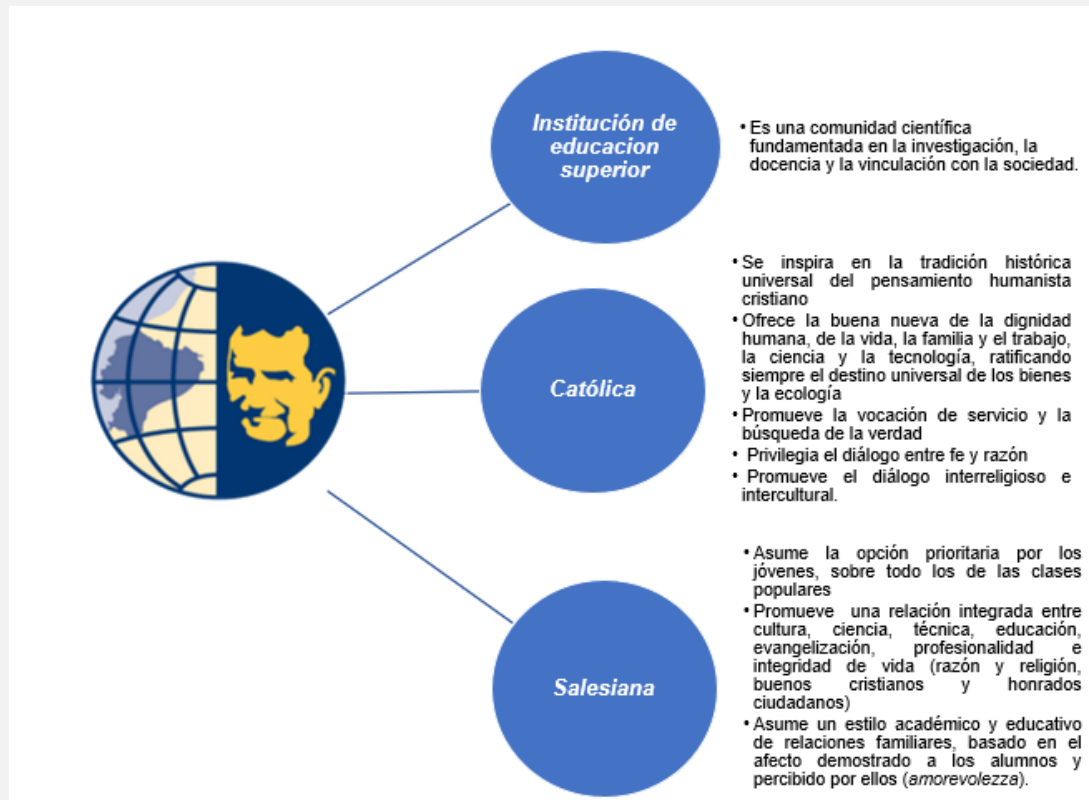 Institución de
educacion
superior
• Es una comunidad científica
fundamentada en la investigación, la
docencia y la vinculación con la sociedad.
Católica
• Se inspira en la tradición histórica
universal del pensamiento humanista
cristiano
• Ofrece la buena nueva de la dignidad
humana, de la vida, la familia y el trabajo,
la ciencia y la tecnología, ratificando
siempre el destino universal de los bienes
y la ecología
• Promueve la vocación de servicio y la
búsqueda de la verdad
• Privilegia el diálogo entre fe y razón
• Promueve el diálogo interreligioso e
intercultural.
Salesiana
• Asume la opción prioritaria por los
jóvenes, sobre todo los de las clases
populares
• Promueve una relación integrada entre
cultura, ciencia, técnica, educación,
evangelización, profesionalidad e
integridad de vida (razón y religión,
buenos cristianos y honrados
ciudadanos)
• Asume un estilo académico y educativo
de relaciones familiares, basado en el
afecto demostrado a los alumnos y
percibido por ellos (amorevolezza).